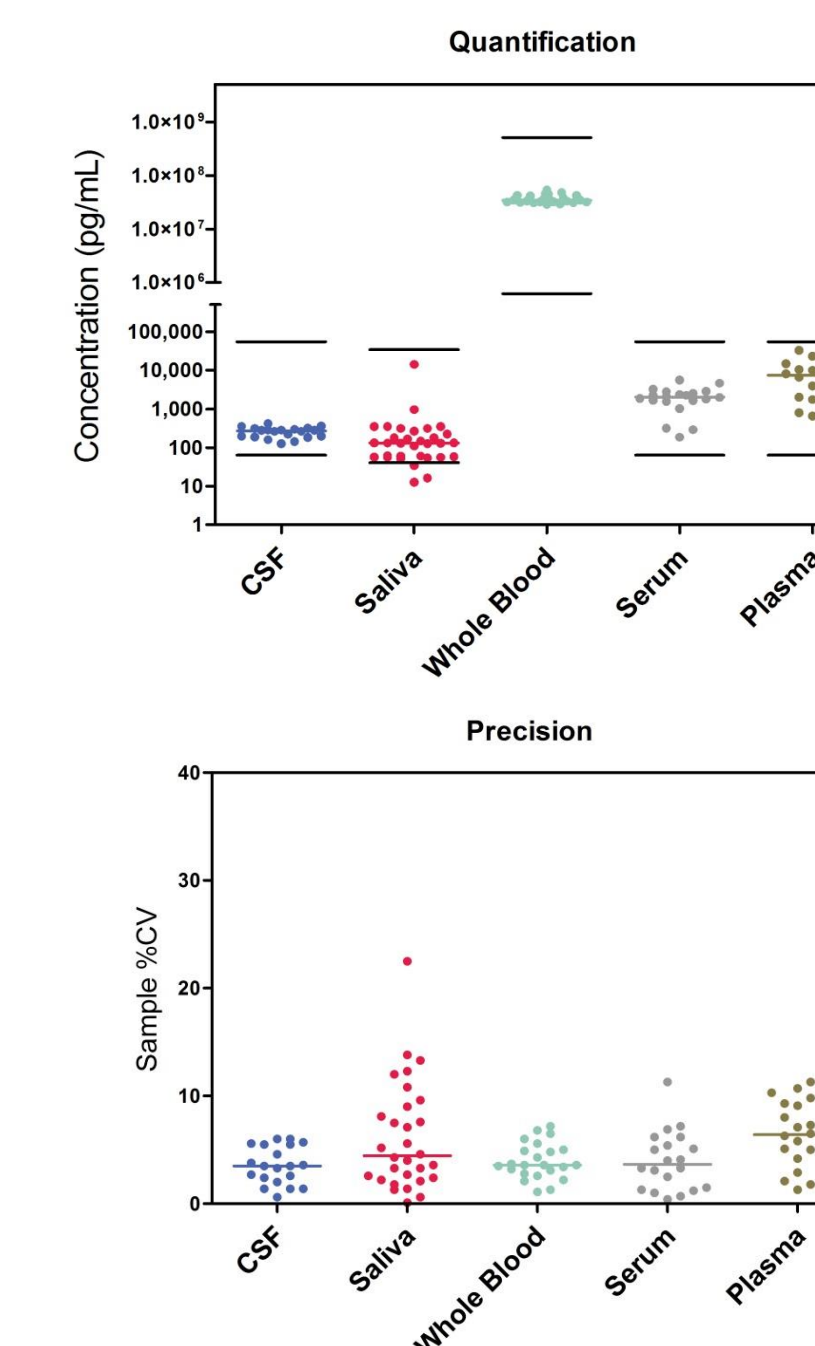 Quantification
Concentration (pg/mL)
1.0×10⁹
1.0×10⁸
1.0×10⁷
1.0×10⁶
100,000
10,000
1,000
100
10
1
CSF
Saliva
Whole Blood
Serum
Plasma
Precision
Sample %CV
40
30
20
10
0
CSF
Saliva
Whole Blood
Serum
Plasma